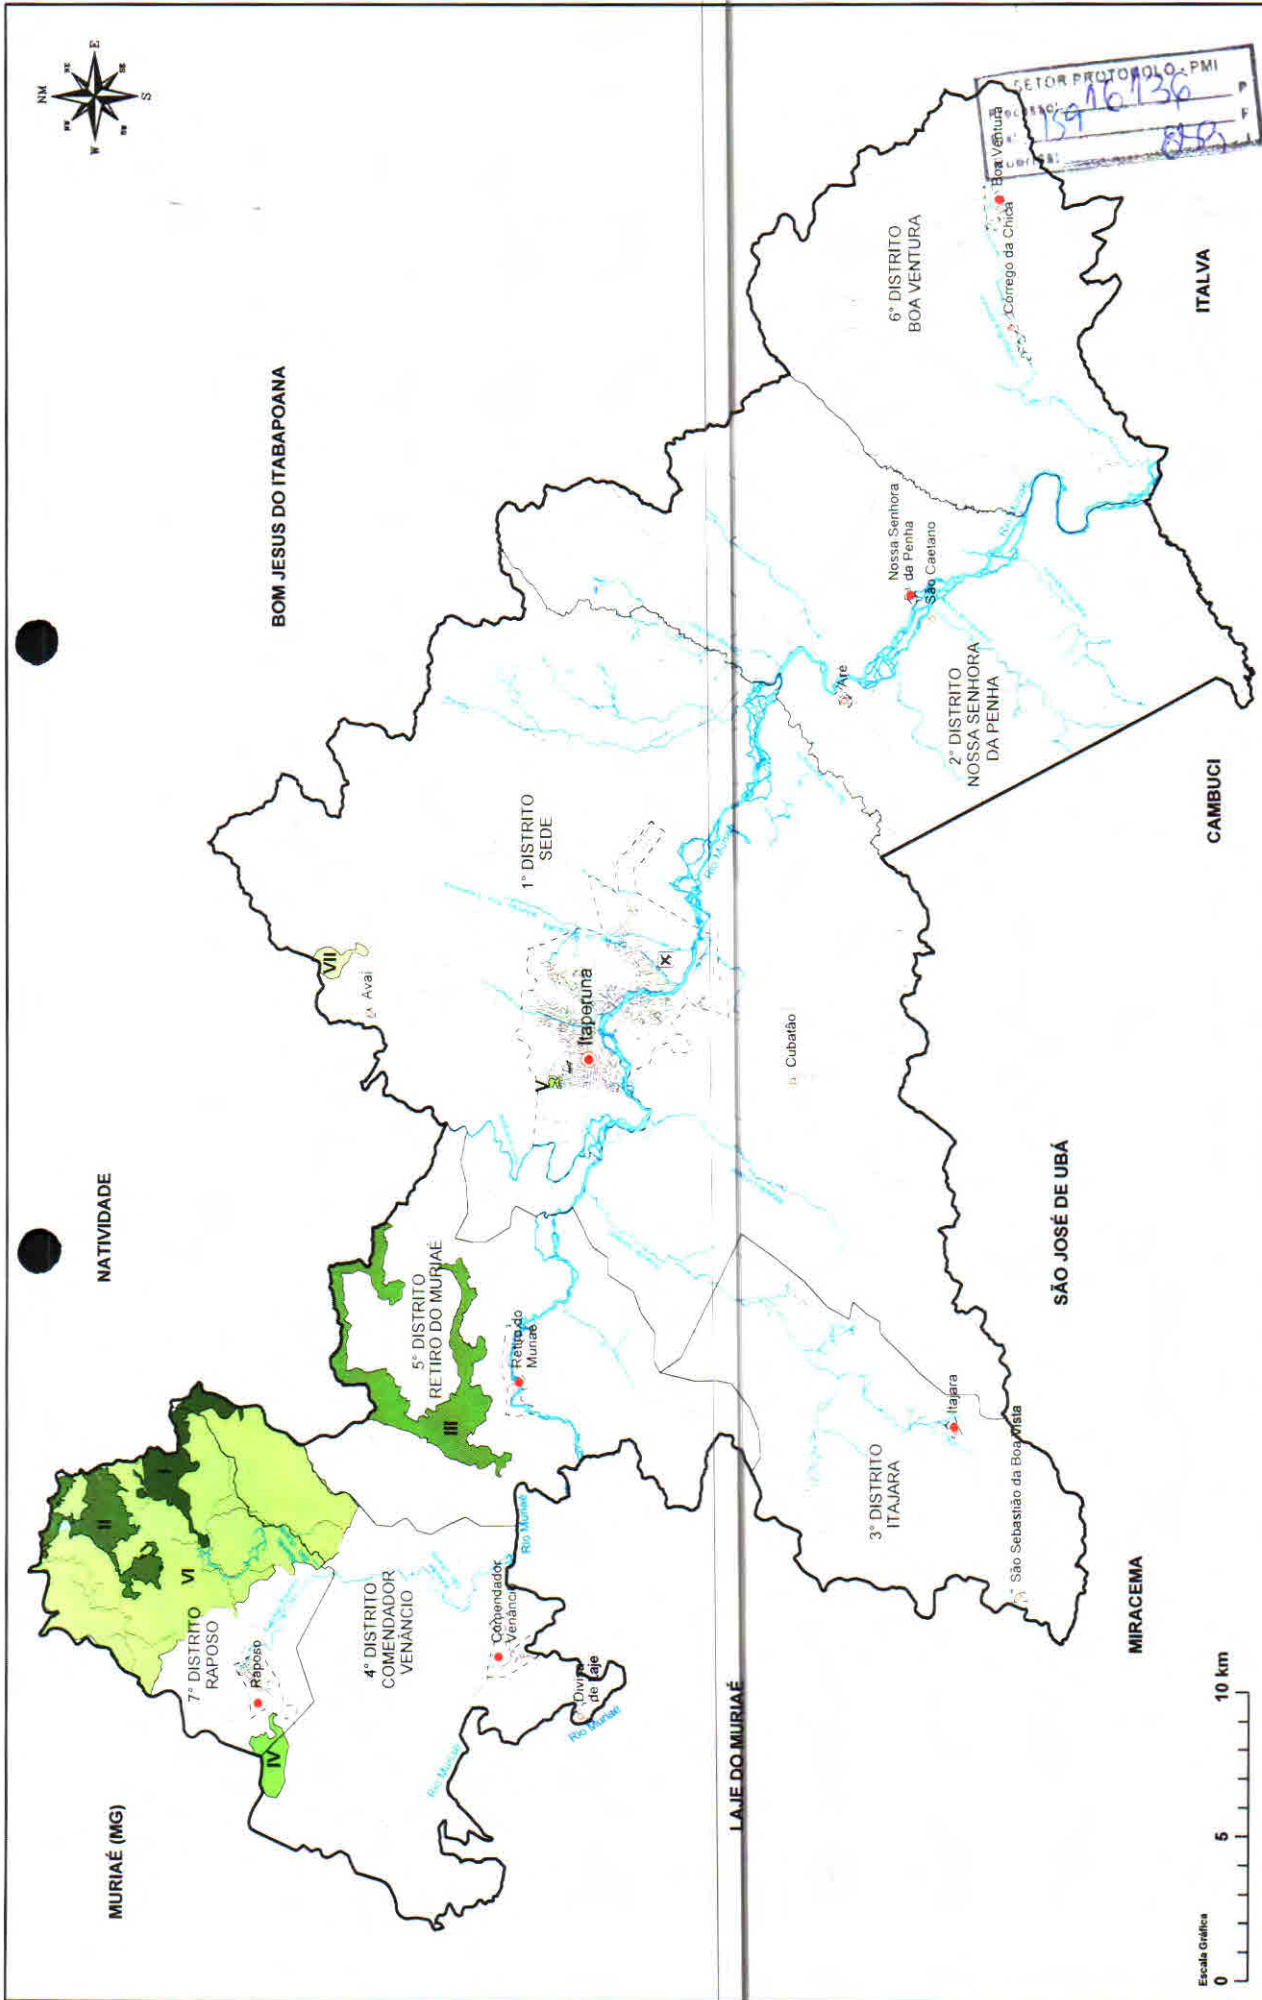 NM
E
S
W
SETOR PROTOCOLO - PMI
16136
159
NATIVIDADE
BOM JESUS DO ITABAPOANA
MURIAÉ (MG)
LAJE DO MURIAÉ
MIRACEMA
SÃO JOSÉ DE UBÁ
CAMBUCI
ITALVA
7° DISTRITO
RAPOSO
Raposo
I
II
III
IV
V
VI
VII
4° DISTRITO
COMENDADOR
VENÂNCIO
Comendador
Venâncio
Divisa
de Laje
Rio Muriaé
Rio Muriaé
Rio Muriaé
5° DISTRITO
RETIRO DO MURIAÉ
Retiro do
Muriaé
3° DISTRITO
ITAJARA
Itajara
São Sebastião da Boa Vista
1° DISTRITO
SEDE
Itaperuna
Avaí
Cubatão
Rio Muriaé
2° DISTRITO
NOSSA SENHORA
DA PENHA
Aré
Nossa Senhora
da Penha
São Caetano
Rio Muriaé
6° DISTRITO
BOA VENTURA
Córrego da Chica
Boa Ventura
Escala Gráfica
0 5 10 km